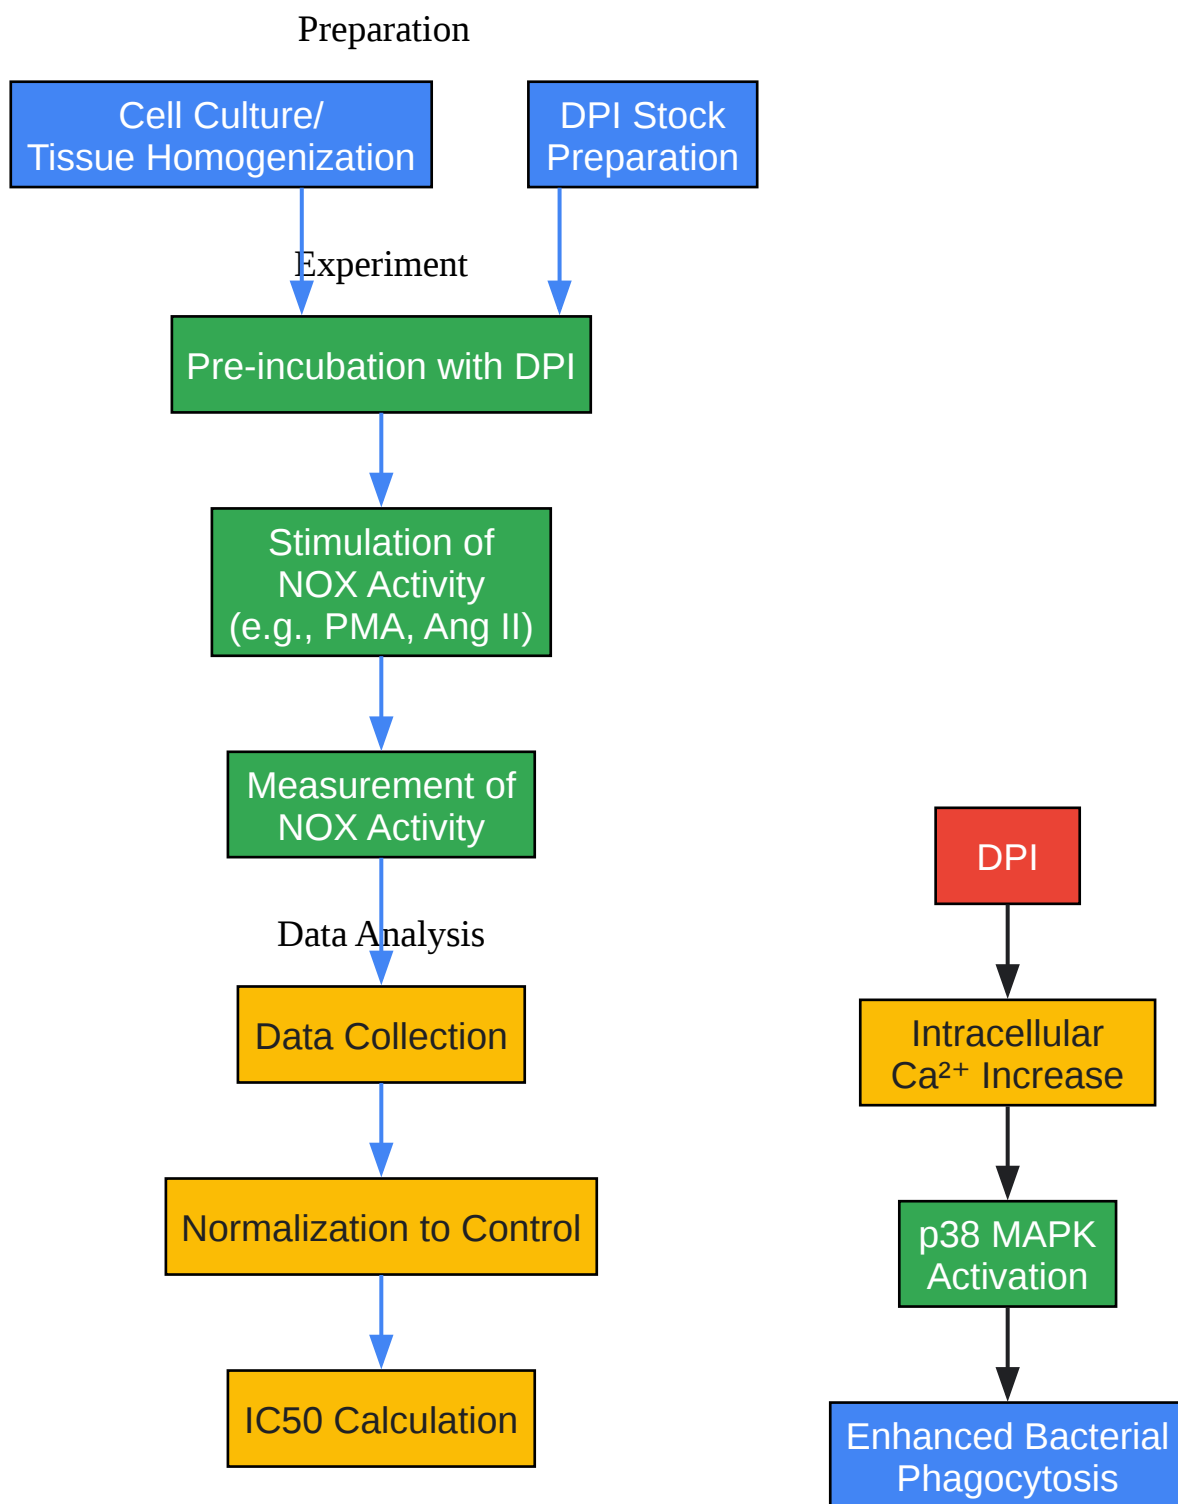 Preparation
Cell Culture/
Tissue Homogenization
DPI Stock
Preparation
Experiment
Pre-incubation with DPI
Stimulation of
NOX Activity
(e.g., PMA, Ang II)
Measurement of
NOX Activity
Data Analysis
Data Collection
Normalization to Control
IC50 Calculation
DPI
Intracellular
Ca²⁺ Increase
p38 MAPK
Activation
Enhanced Bacterial
Phagocytosis